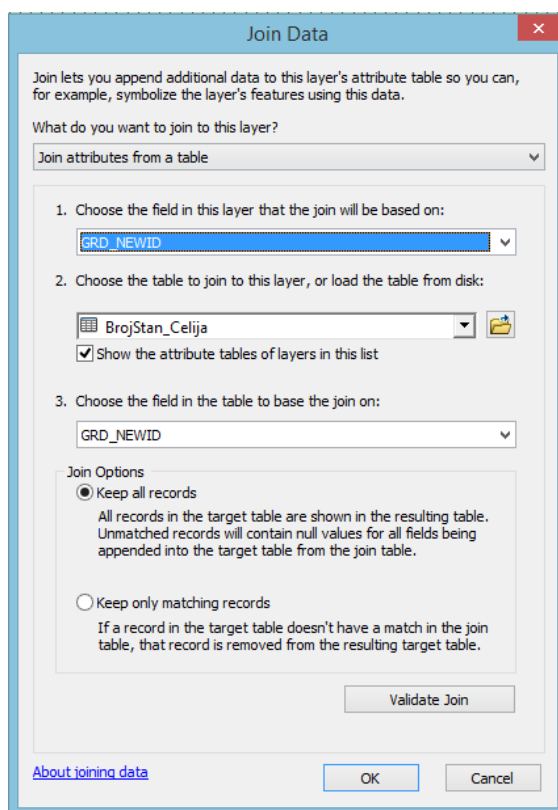 Join Data
Join lets you append additional data to this layer's attribute table so you can,
for example, symbolize the layer's features using this data.
What do you want to join to this layer?
Join attributes from a table
1. Choose the field in this layer that the join will be based on:
GRD_NEWID
2. Choose the table to join to this layer, or load the table from disk:
BrojStan_Celija
Show the attribute tables of layers in this list
3. Choose the field in the table to base the join on:
GRD_NEWID
Join Options
Keep all records
All records in the target table are shown in the resulting table.
Unmatched records will contain null values for all fields being
appended into the target table from the join table.
Keep only matching records
If a record in the target table doesn't have a match in the join
table, that record is removed from the resulting target table.
Validate Join
About joining data
OK
Cancel